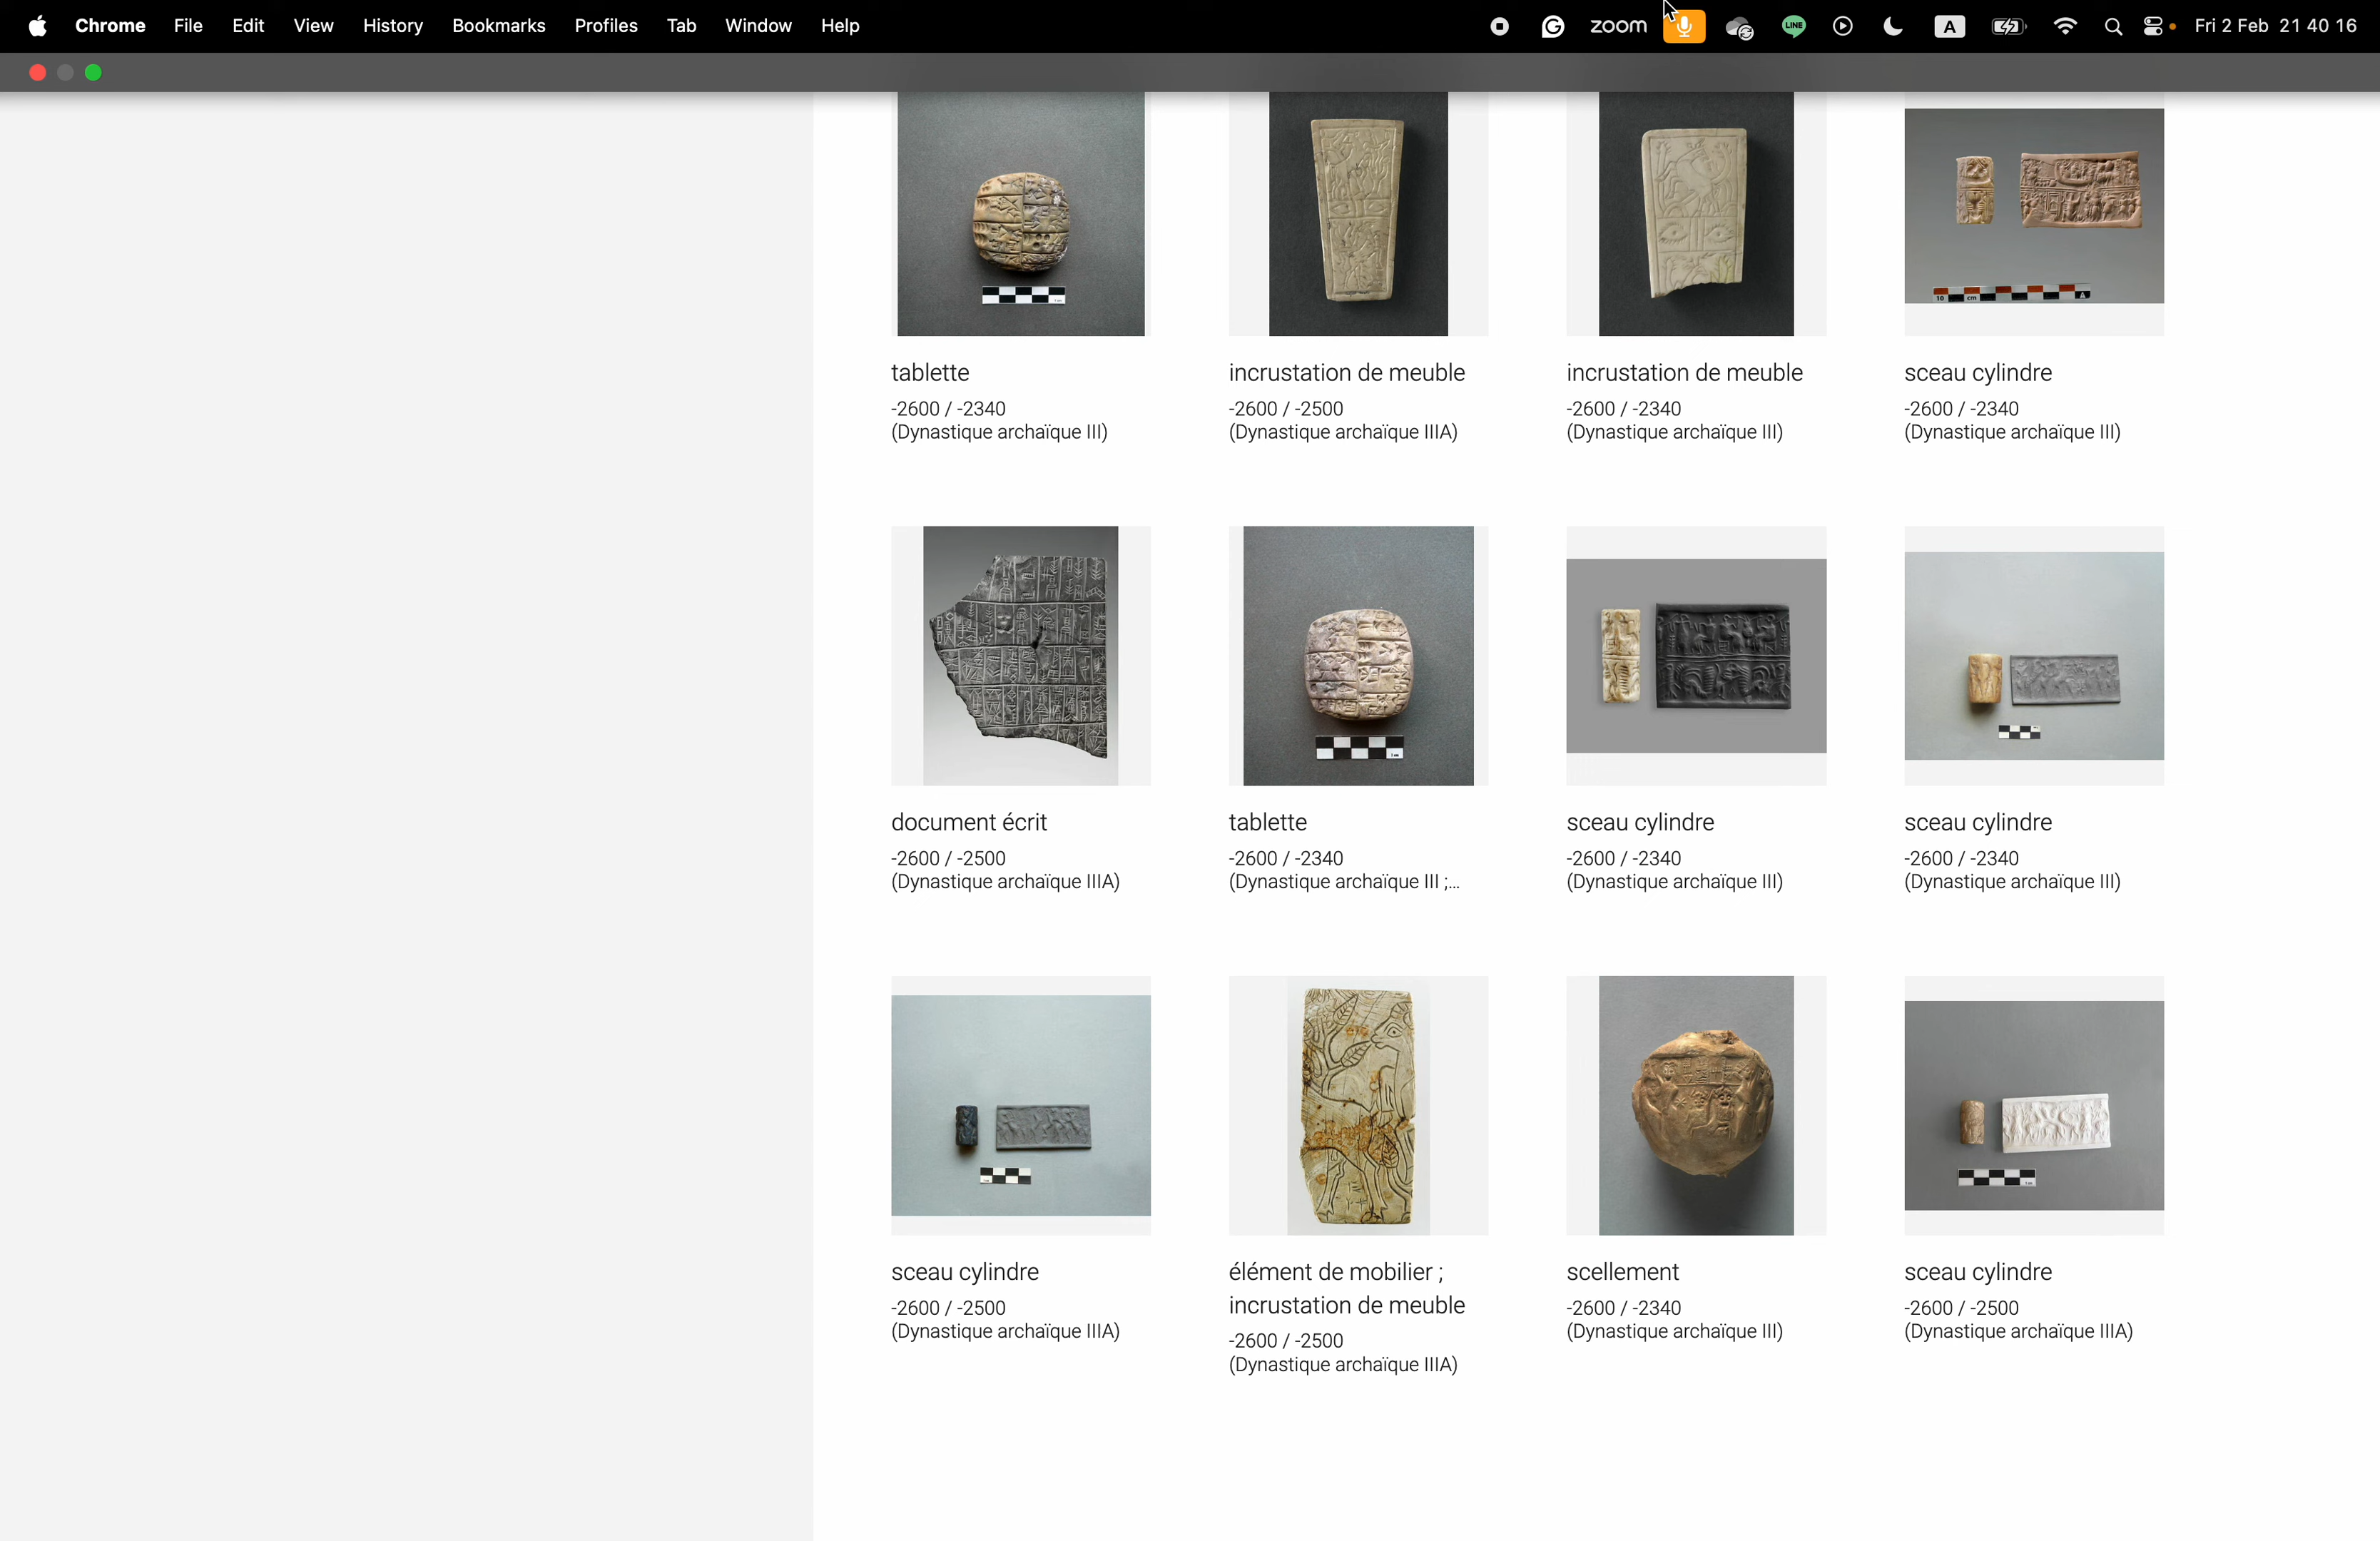 Chrome File Edit View History Bookmarks Profiles Tab Window Help zoom LINE A Fri 2 Feb 21 40 16
10 cm A
tablette
-2600 / -2340
(Dynastique archaïque III)
incrustation de meuble
-2600 / -2500
(Dynastique archaïque IIIA)
incrustation de meuble
-2600 / -2340
(Dynastique archaïque III)
sceau cylindre
-2600 / -2340
(Dynastique archaïque III)
document écrit
-2600 / -2500
(Dynastique archaïque IIIA)
tablette
-2600 / -2340
(Dynastique archaïque III ;...
sceau cylindre
-2600 / -2340
(Dynastique archaïque III)
sceau cylindre
-2600 / -2340
(Dynastique archaïque III)
sceau cylindre
-2600 / -2500
(Dynastique archaïque IIIA)
élément de mobilier ;
incrustation de meuble
-2600 / -2500
(Dynastique archaïque IIIA)
scellement
-2600 / -2340
(Dynastique archaïque III)
sceau cylindre
-2600 / -2500
(Dynastique archaïque IIIA)